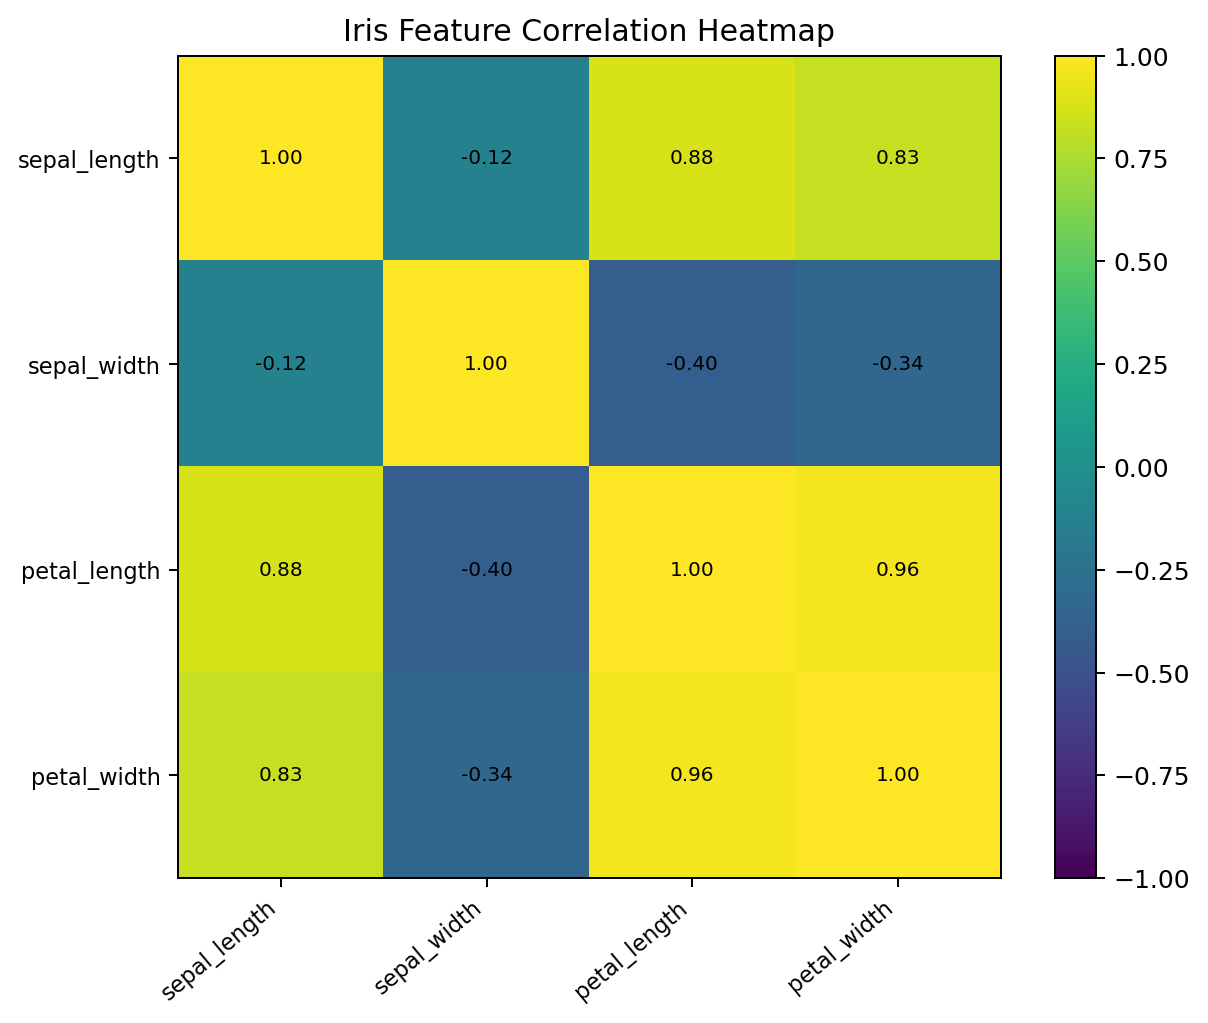 Iris Feature Correlation Heatmap
sepal_length 1.00 -0.12 0.88 0.83
sepal_width -0.12 1.00 -0.40 -0.34
petal_length 0.88 -0.40 1.00 0.96
petal_width 0.83 -0.34 0.96 1.00
sepal_length sepal_width petal_length petal_width
1.00
0.75
0.50
0.25
0.00
−0.25
−0.50
−0.75
−1.00